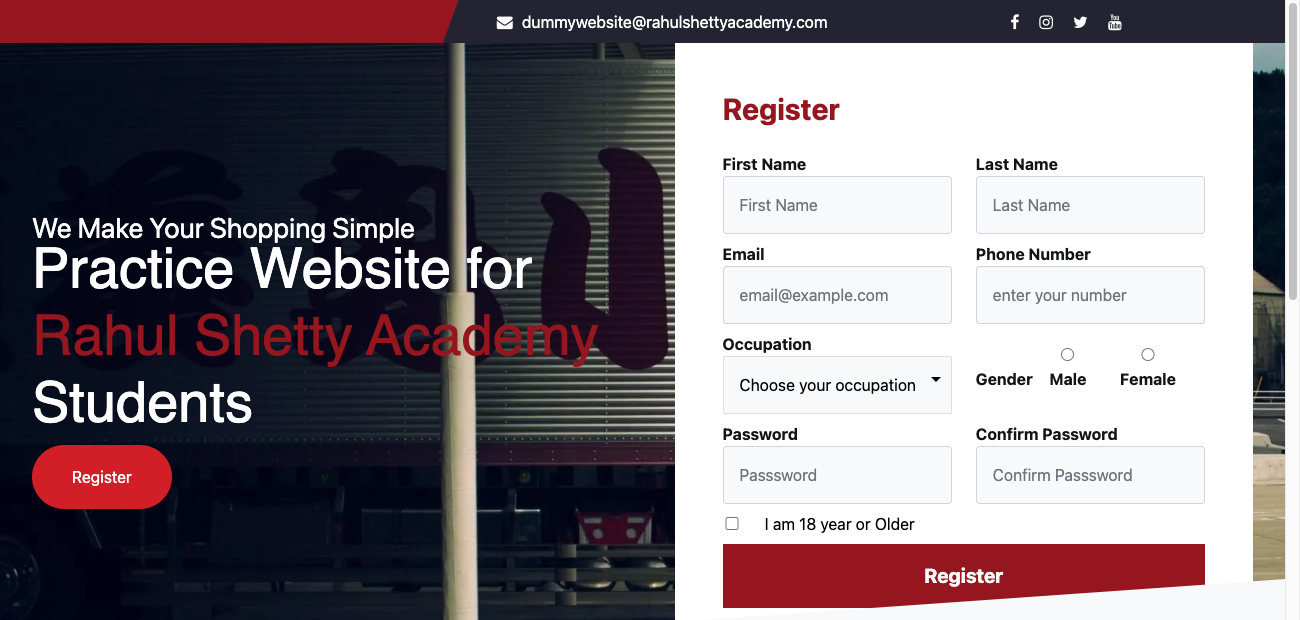 dummywebsite@rahulshettyacademy.com
We Make Your Shopping Simple
Practice Website for
Rahul Shetty Academy
Students
Register
Register
First Name
Last Name
First Name
Last Name
Email
Phone Number
email@example.com
enter your number
Occupation
Choose your occupation
Gender Male Female
Password
Confirm Password
Passsword
Confirm Passsword
I am 18 year or Older
Register